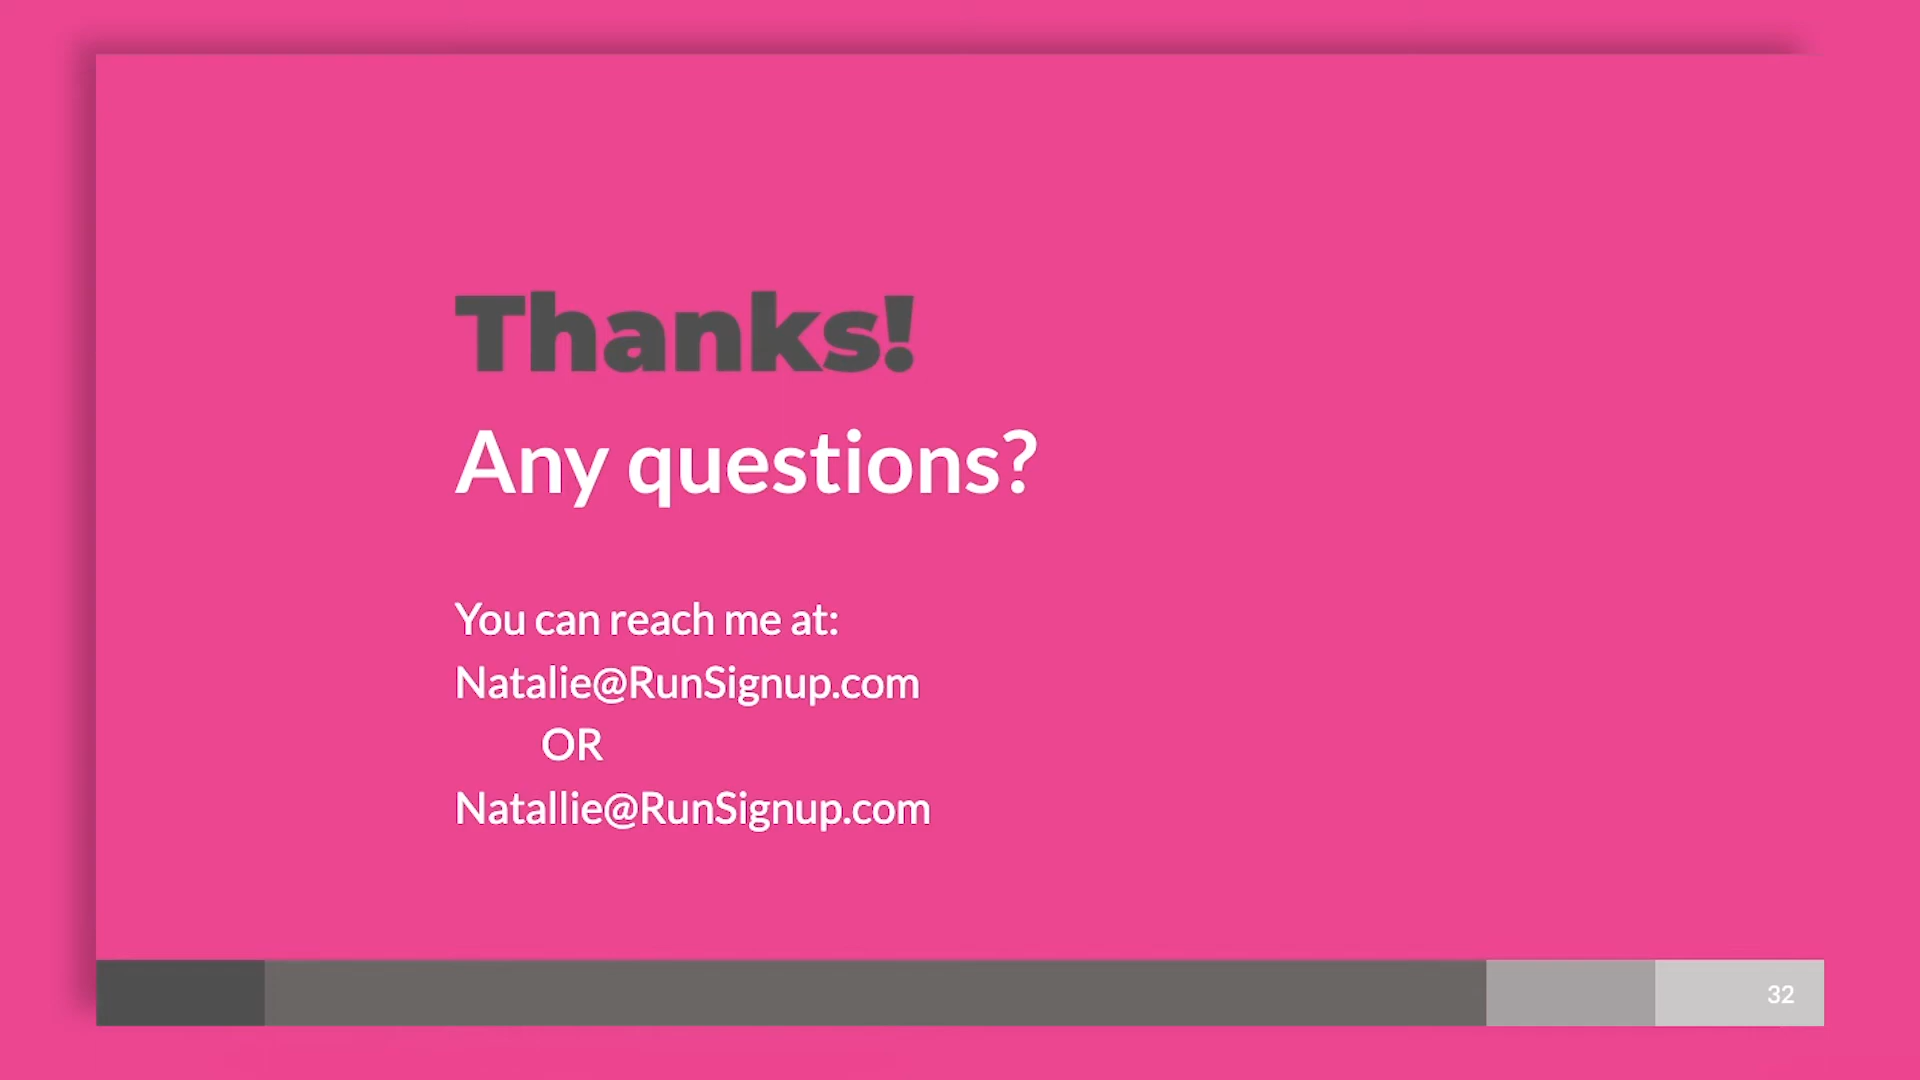 Thanks!
Any questions?
You can reach me at:
Natalie@RunSignup.com
OR
Natallie@RunSignup.com
32